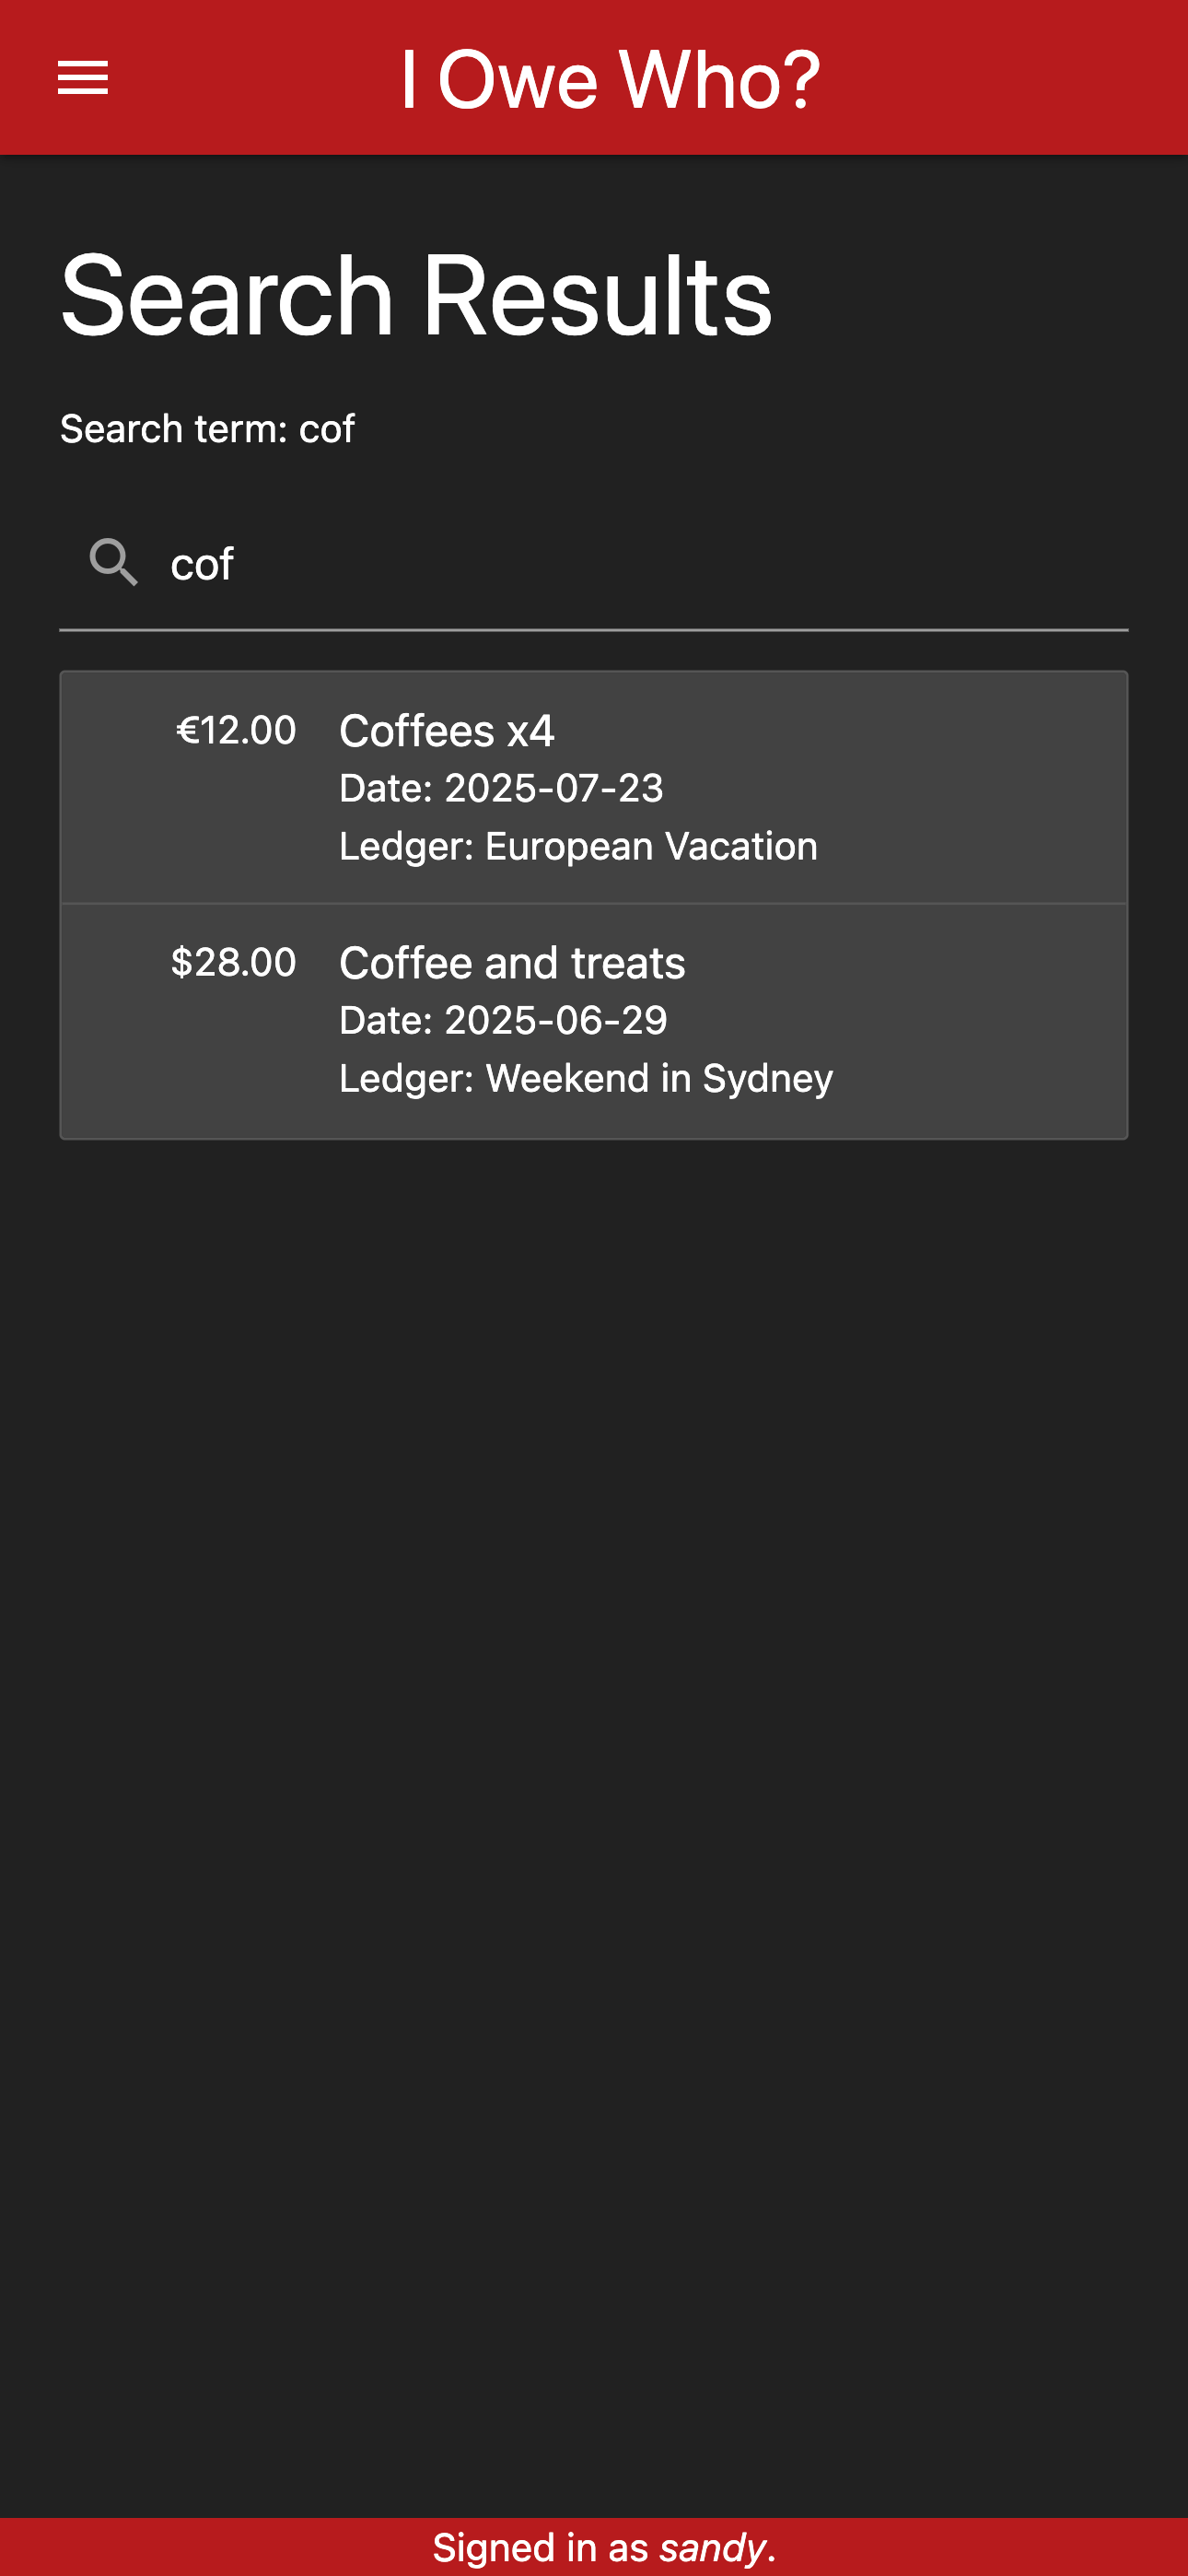 I Owe Who?
Search Results
Search term: cof
cof
€12.00 Coffees x4
Date: 2025-07-23
Ledger: European Vacation
$28.00 Coffee and treats
Date: 2025-06-29
Ledger: Weekend in Sydney
Signed in as sandy.